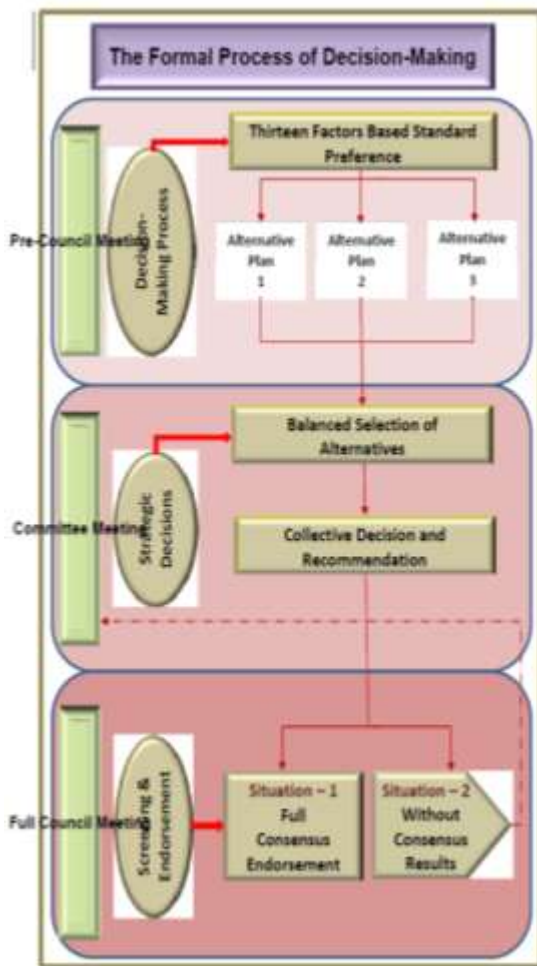 The Formal Process of Decision-Making
Pre-Council Meeting
Decision-
Making Process
Thirteen Factors Based Standard
Preference
Alternative
Plan
1
Alternative
Plan
2
Alternative
Plan
3
Committee Meeting
Strategic
Decisions
Balanced Selection of
Alternatives
Collective Decision and
Recommendation
Full Council Meeting
Screening &
Endorsement
Situation – 1
Full
Consensus
Endorsement
Situation – 2
Without
Consensus
Results